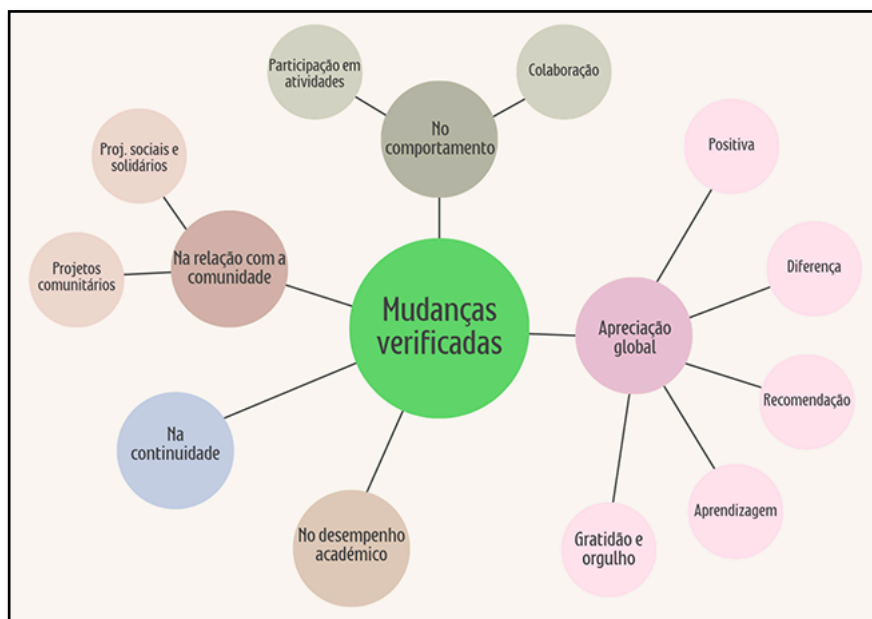 Participação em
atividades
Colaboração
No
comportamento
Positiva
Proj. sociais e
solidários
Na relação com a
comunidade
Projetos
comunitários
Diferença
Mudanças
verificadas
Apreciação
global
Recomendação
Na
continuidade
Aprendizagem
No desempenho
académico
Gratidão e
orgulho